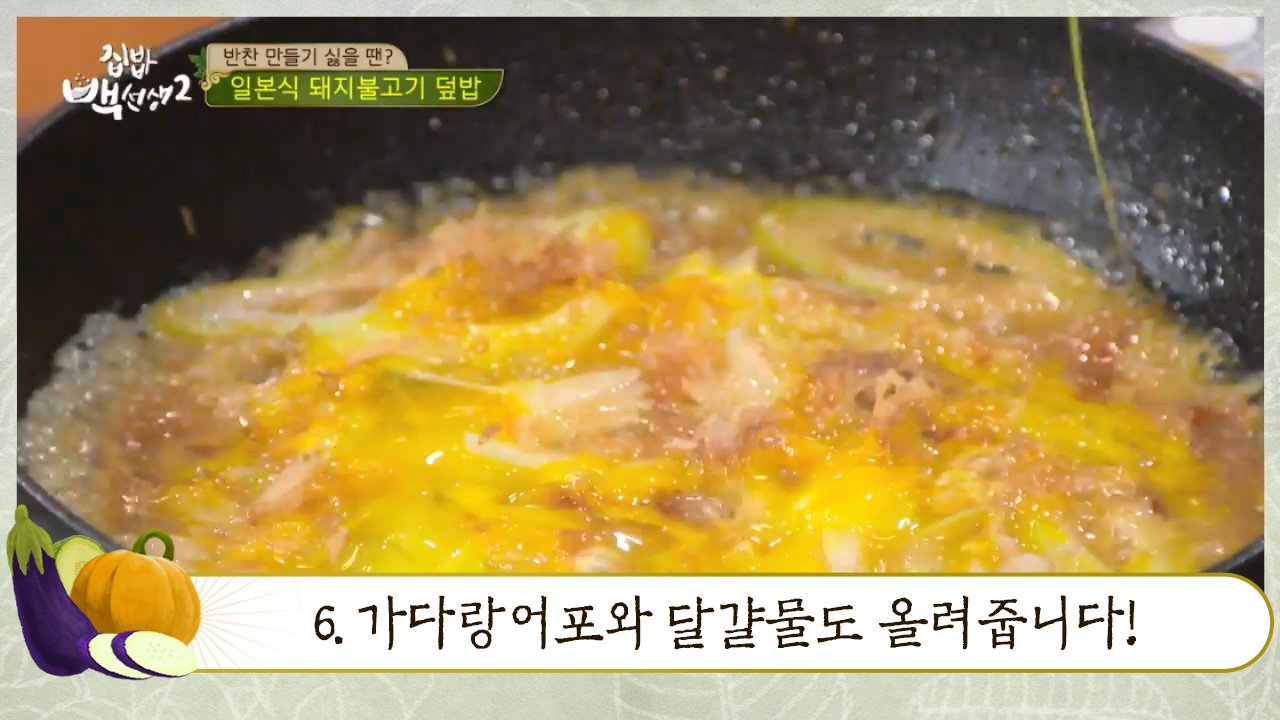 집밥
백선생2
반찬 만들기 싫을 땐?
일본식 돼지불고기 덮밥
6. 가다랑어포와 달걀물도 올려줍니다!